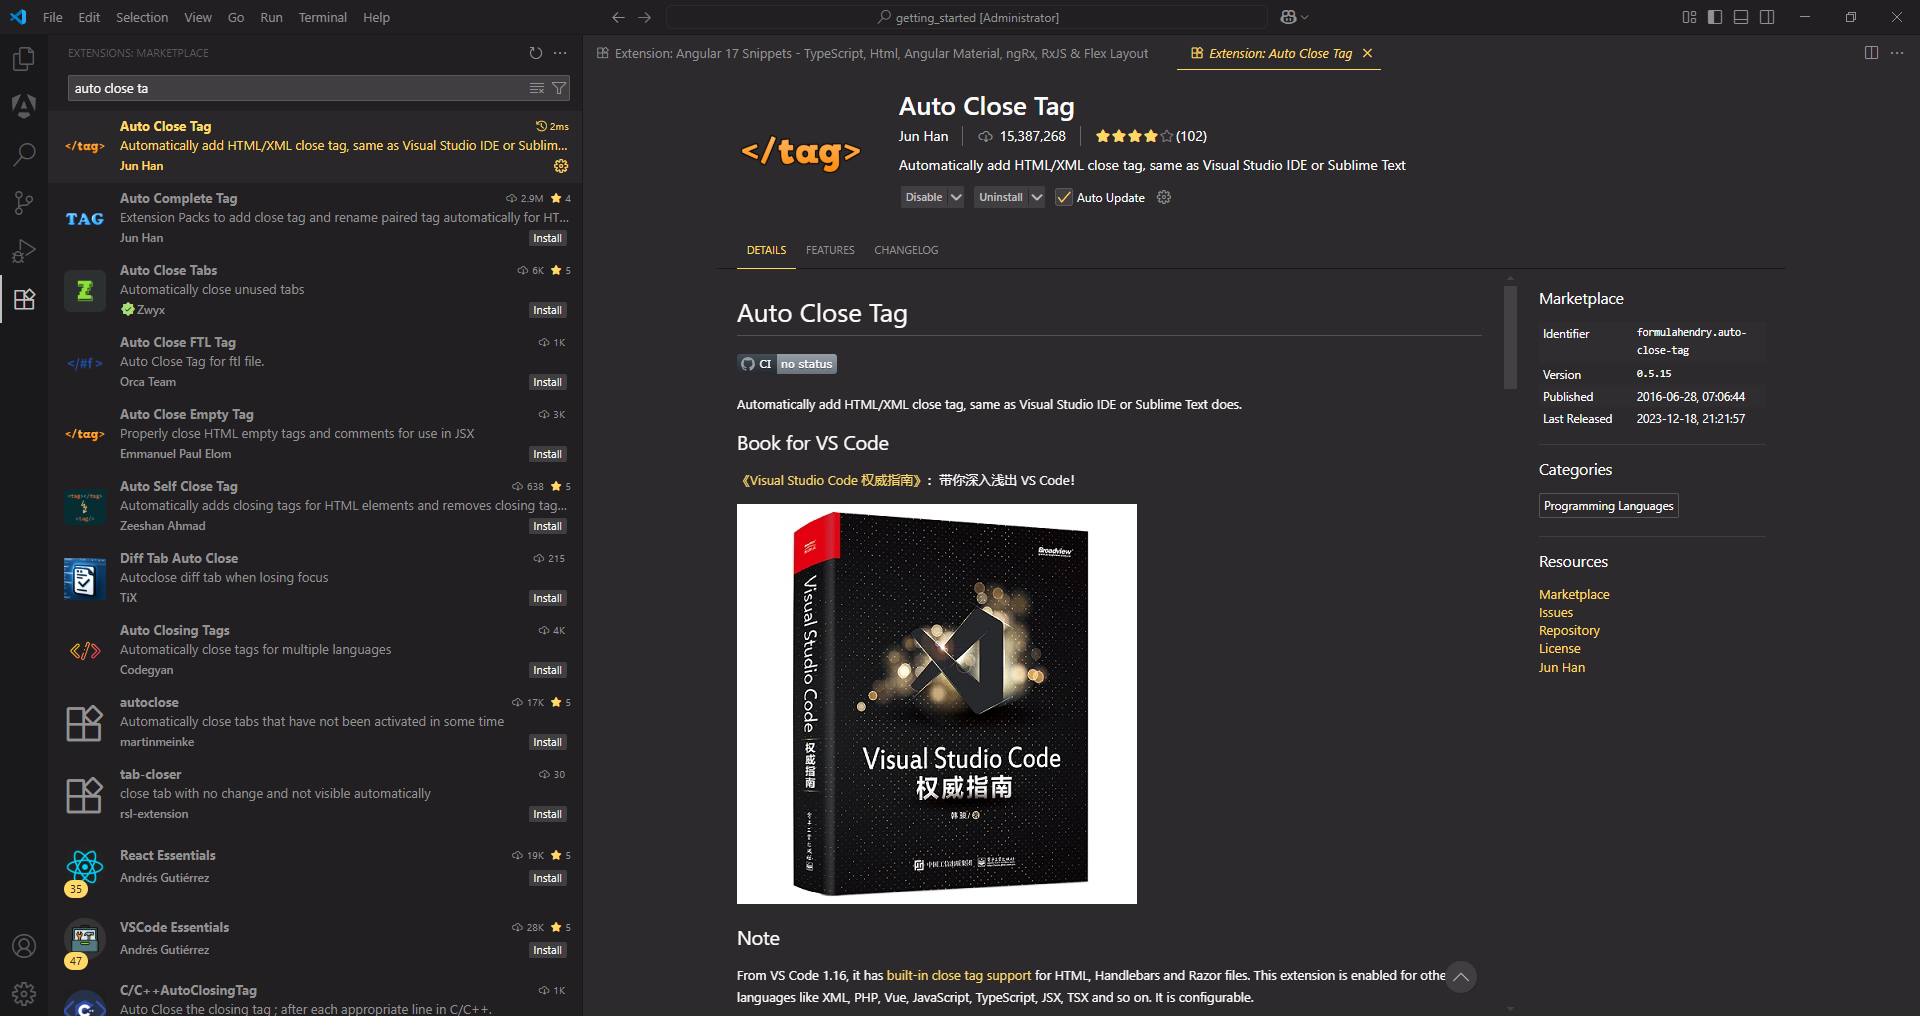 File Edit Selection View Go Run Terminal Help
getting_started [Administrator]
EXTENSIONS: MARKETPLACE
auto close ta
Auto Close Tag
2ms
Automatically add HTML/XML close tag, same as Visual Studio IDE or Sublim...
Jun Han
</tag>
Auto Complete Tag
2.9M 4
Extension Packs to add close tag and rename paired tag automatically for HT...
Jun Han
Install
TAG
Auto Close Tabs
6K 5
Automatically close unused tabs
Zwyx
Install
Z
Auto Close FTL Tag
1K
Auto Close Tag for ftl file.
Orca Team
Install
</#f>
Auto Close Empty Tag
3K
Properly close HTML empty tags and comments for use in JSX
Emmanuel Paul Elom
Install
</tag>
Auto Self Close Tag
638 5
Automatically adds closing tags for HTML elements and removes closing tag...
Zeeshan Ahmad
Install
<tag></tag>
<tag/>
Diff Tab Auto Close
215
Autoclose diff tab when losing focus
TiX
Install
Auto Closing Tags
4K
Automatically close tags for multiple languages
Codegyan
Install
</>
autoclose
17K 5
Automatically close tabs that have not been activated in some time
martinmeinke
Install
tab-closer
30
close tab with no change and not visible automatically
rsl-extension
Install
React Essentials
19K 5
Andrés Gutiérrez
Install
35
VSCode Essentials
28K 5
Andrés Gutiérrez
Install
47
C/C++AutoClosingTag
1K
Auto Close the closing tag ; after each appropriate line in C/C++.
C
Extension: Angular 17 Snippets - TypeScript, Html, Angular Material, ngRx, RxJS & Flex Layout
Extension: Auto Close Tag
</tag>
Auto Close Tag
Jun Han 15,387,268 (102)
Automatically add HTML/XML close tag, same as Visual Studio IDE or Sublime Text
Disable Uninstall Auto Update
DETAILS FEATURES CHANGELOG
Auto Close Tag
CI no status
Automatically add HTML/XML close tag, same as Visual Studio IDE or Sublime Text does.
Book for VS Code
《Visual Studio Code 权威指南》：带你深入浅出 VS Code！
Broadview
Visual Studio Code 权威指南
Visual Studio Code
权威指南
Note
From VS Code 1.16, it has built-in close tag support for HTML, Handlebars and Razor files. This extension is enabled for othe
languages like XML, PHP, Vue, JavaScript, TypeScript, JSX, TSX and so on. It is configurable.
Marketplace
Identifier formulahendry.auto-
close-tag
Version 0.5.15
Published 2016-06-28, 07:06:44
Last Released 2023-12-18, 21:21:57
Categories
Programming Languages
Resources
Marketplace
Issues
Repository
License
Jun Han